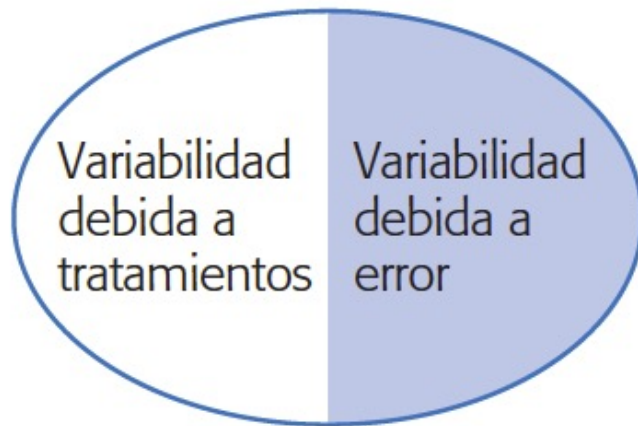 Variabilidad
debida a
tratamientos
Variabilidad
debida a
error